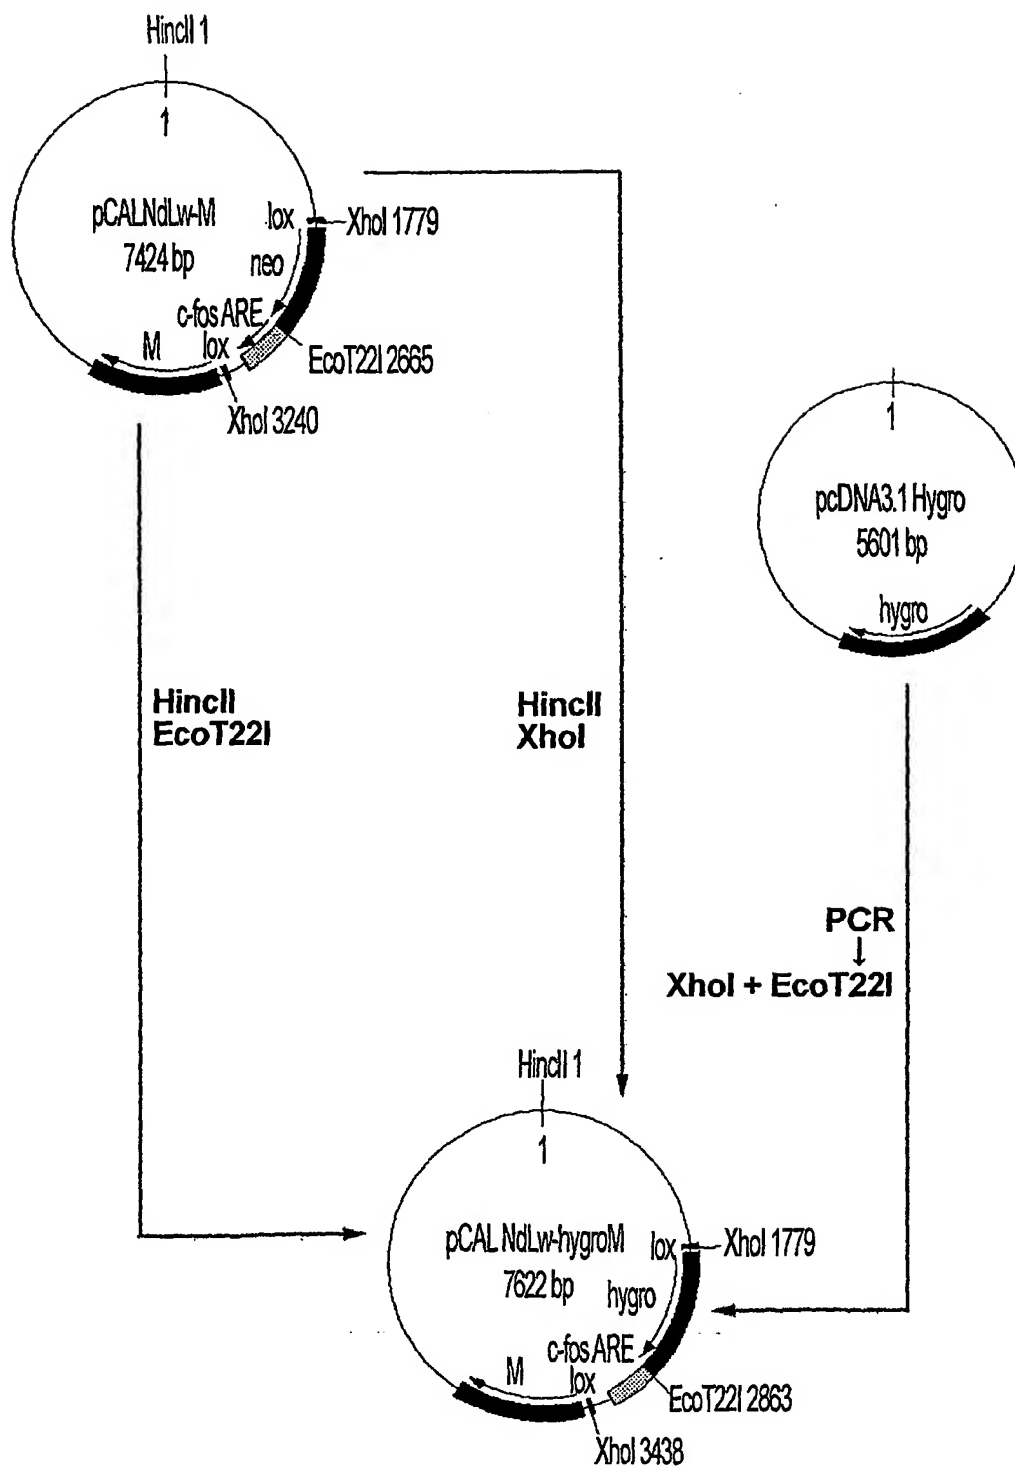 HincII 1
1
pCALNdLw-M
7424 bp
lox
XhoI 1779
neo
c-fos ARE
lox
M
EcoT22I 2665
XhoI 3240
1
pcDNA3.1 Hygro
5601 bp
hygro
HincII
EcoT22I
HincII
XhoI
PCR
↓
XhoI + EcoT22I
HincII 1
1
pCAL NdLw-hygroM
7622 bp
lox
XhoI 1779
hygro
c-fos ARE
lox
M
EcoT22I 2863
XhoI 3438